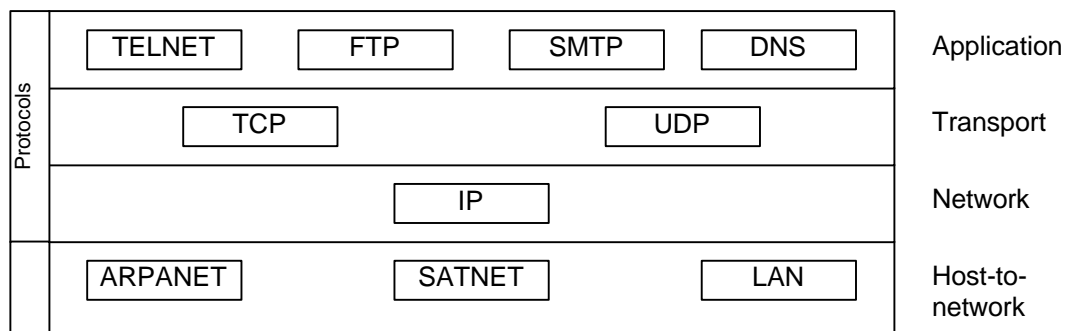 TELNET FTP SMTP DNS Application
Protocols
TCP UDP Transport
IP Network
ARPANET SATNET LAN Host-to-
network